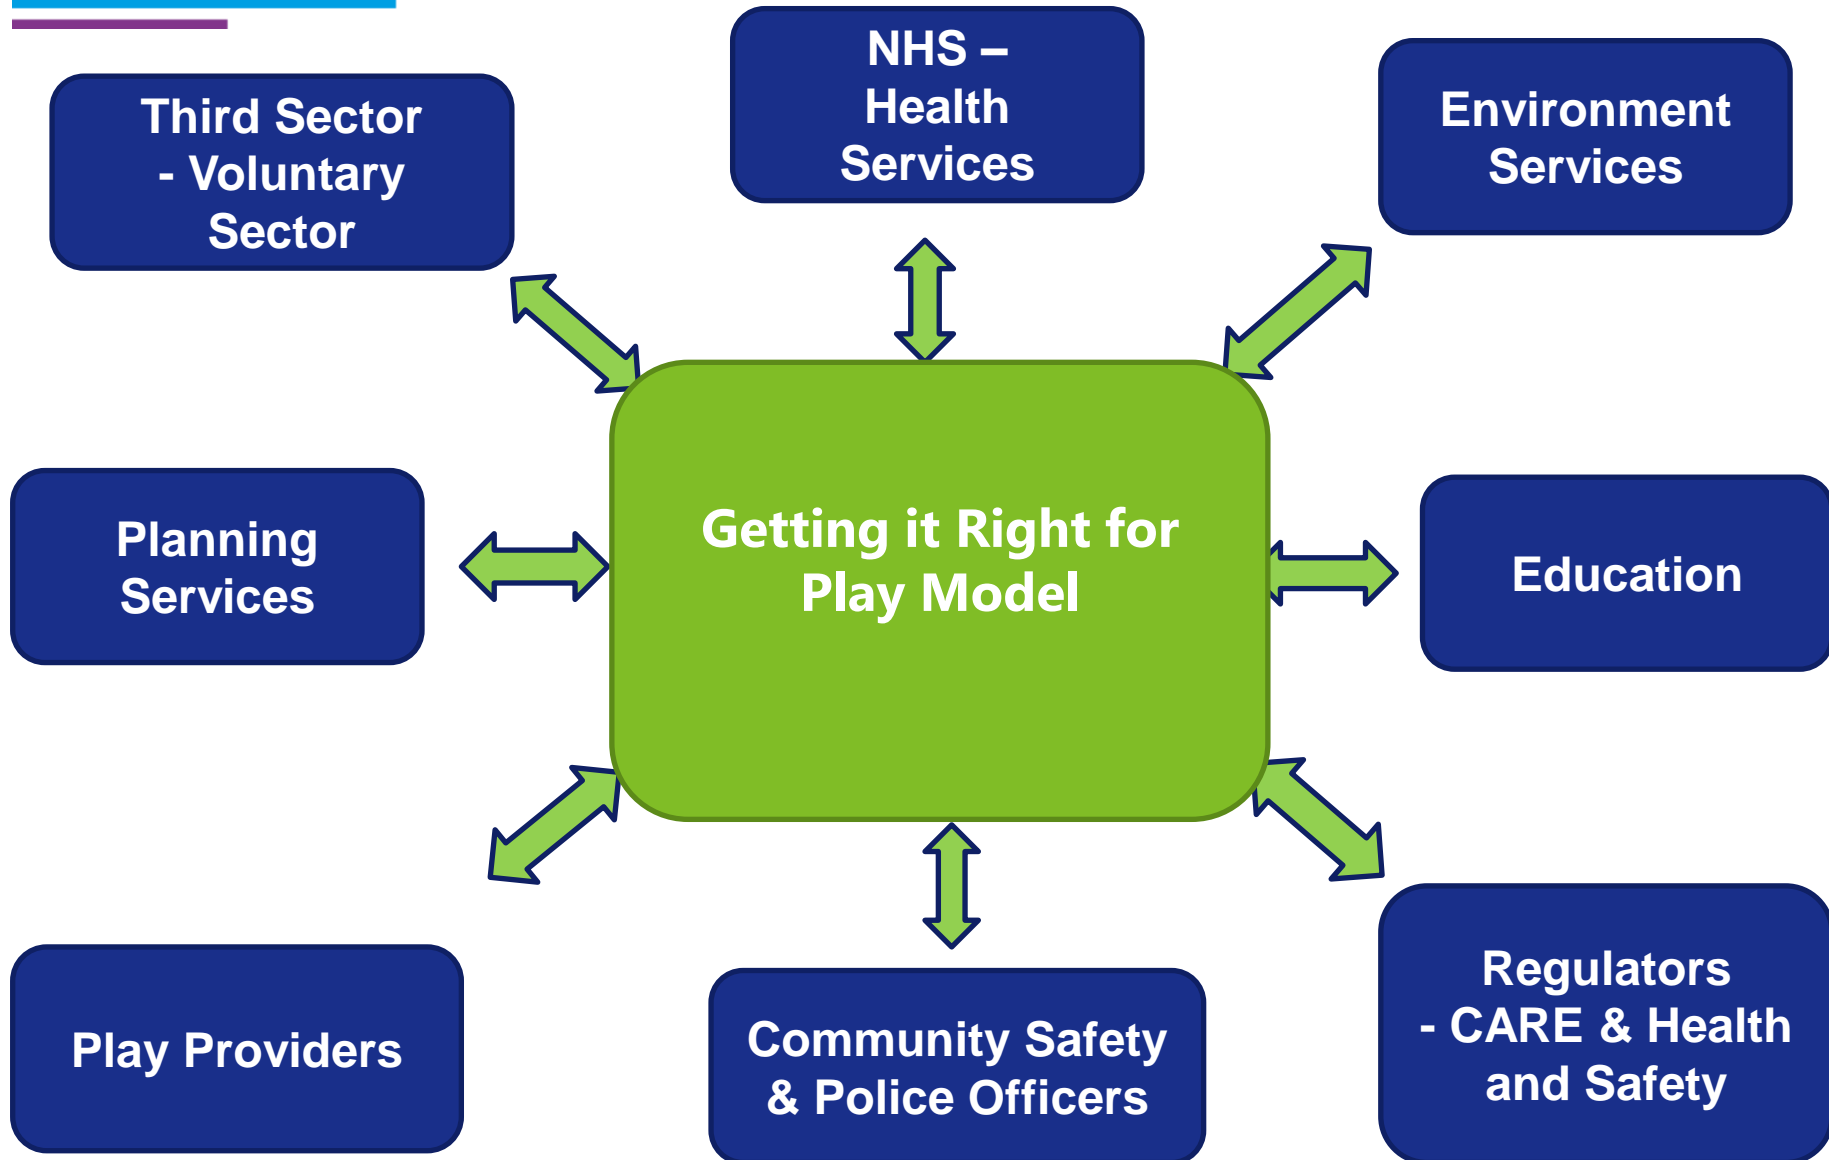 NHS –
Health
Services
Third Sector
- Voluntary
Sector
Environment
Services
Planning
Services
Getting it Right for
Play Model
Education
Play Providers
Community Safety
& Police Officers
Regulators
- CARE & Health
and Safety